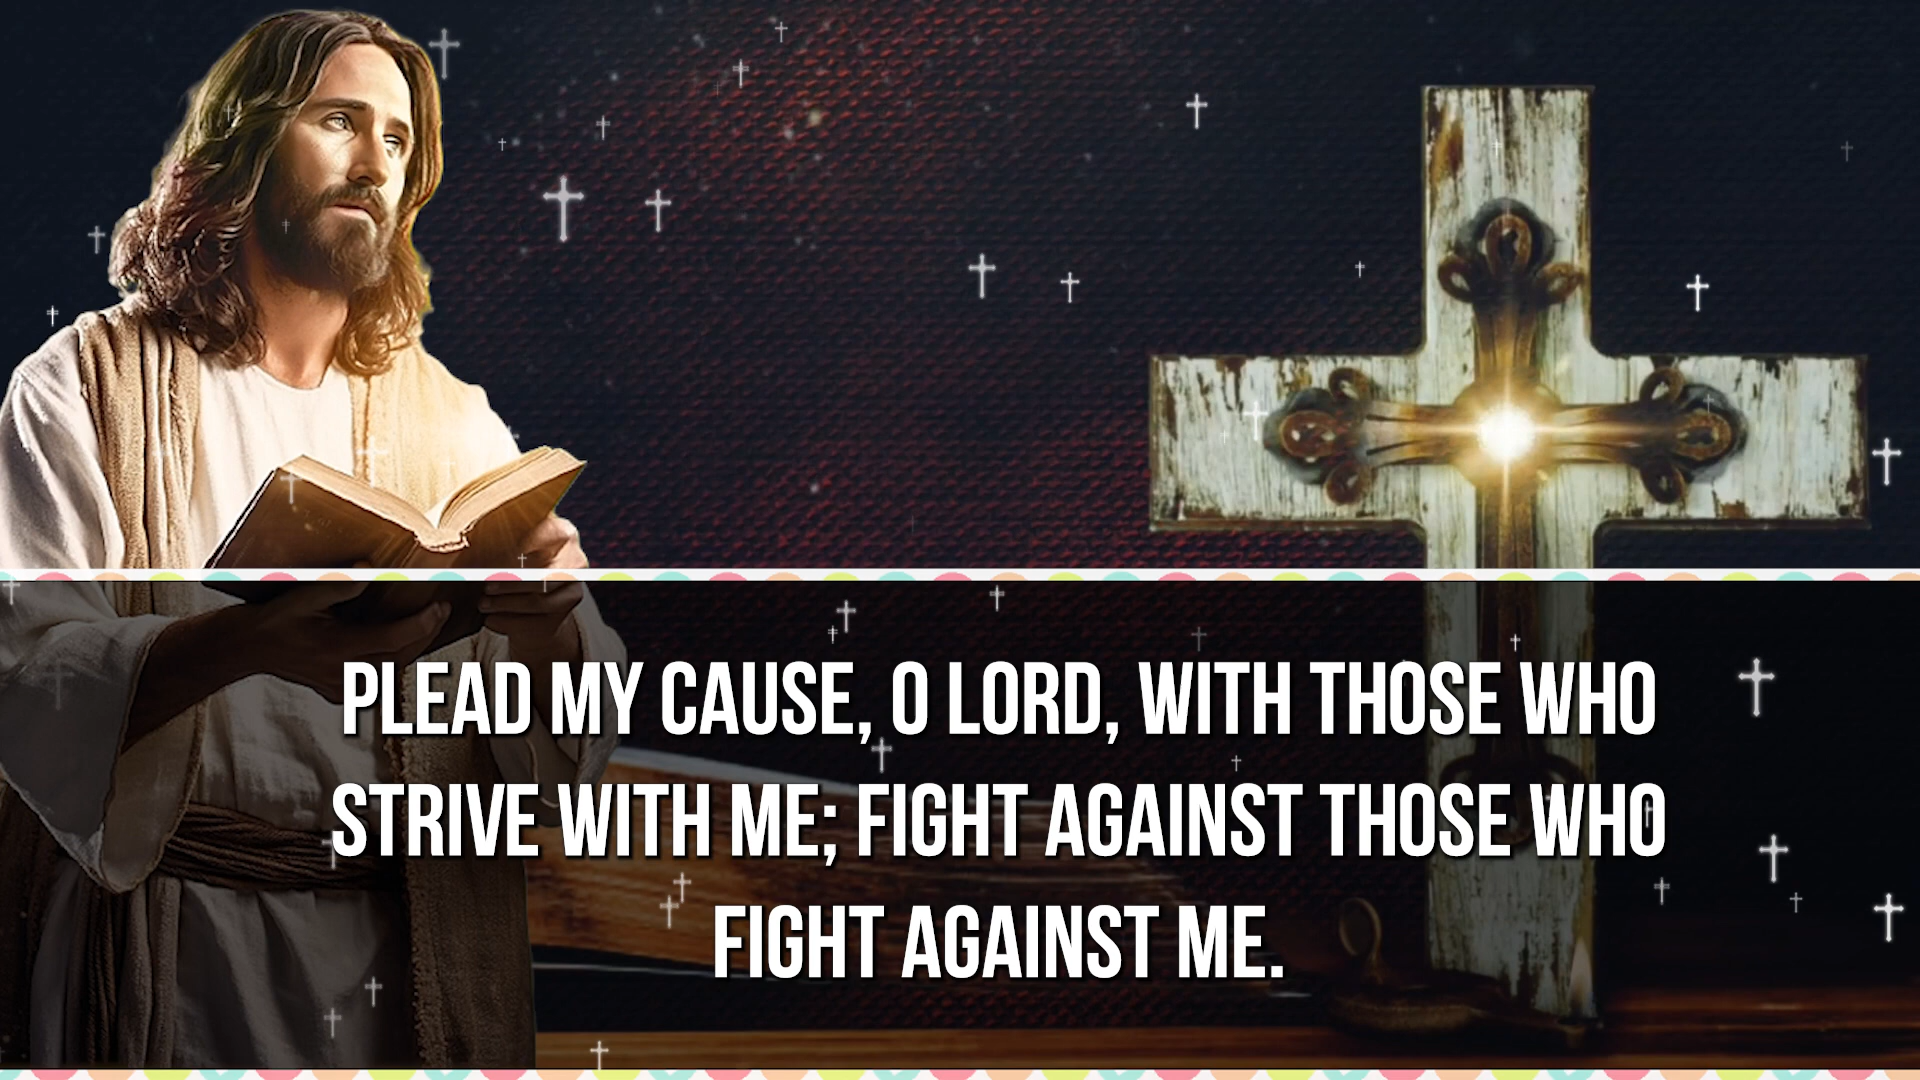 PLEAD MY CAUSE, O LORD, WITH THOSE WHO
STRIVE WITH ME; FIGHT AGAINST THOSE WHO
FIGHT AGAINST ME.